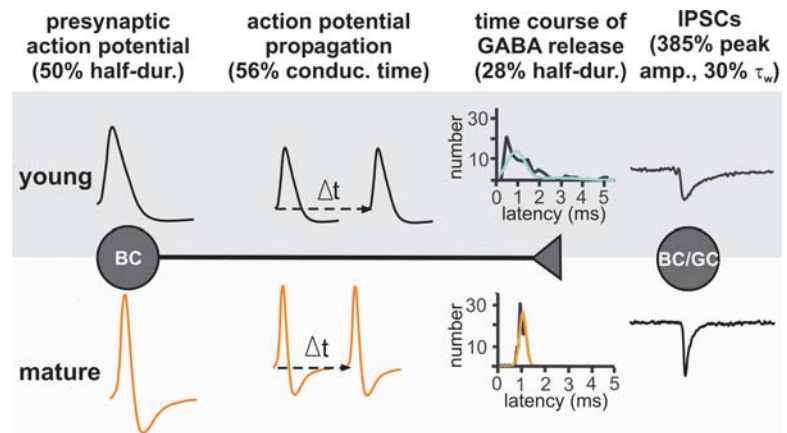 presynaptic
action potential
(50% half-dur.)
action potential
propagation
(56% conduc. time)
time course of
GABA release
(28% half-dur.)
IPSCs
(385% peak
amp., 30% τw)
young
Δt
number
30
10
0 1 2 3 4 5
latency (ms)
BC
BC/GC
mature
Δt
number
30
10
0 1 2 3 4 5
latency (ms)